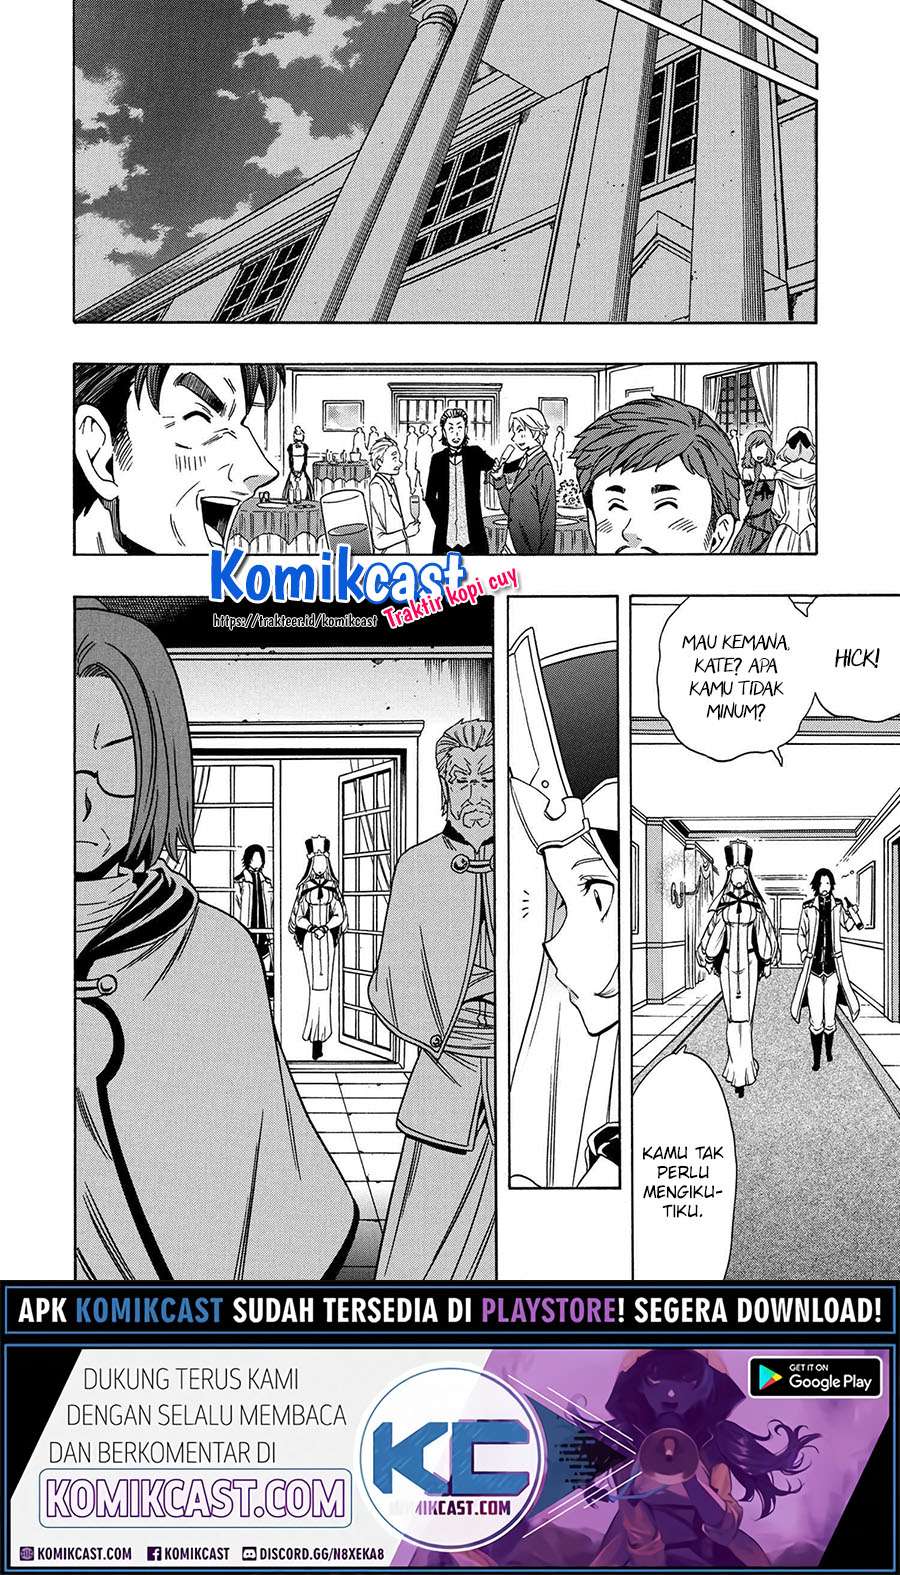 Komikcast
https://trakteer.id/komikcast
Traktir kopi cuy
HICK!
MAU KEMANA,
KATE? APA
KAMU TIDAK
MINUM?
KAMU TAK
PERLU
MENGIKU-
TIKU.
APK KOMIKCAST SUDAH TERSEDIA DI PLAYSTORE! SEGERA DOWNLOAD!
DUKUNG TERUS KAMI
DENGAN SELALU MEMBACA
DAN BERKOMENTAR DI
KOMIKCAST.COM
KOMIKCAST.COM
KOMIKCAST
DISCORD.GG/N8XEKA8
KC
GET IT ON
Google Play